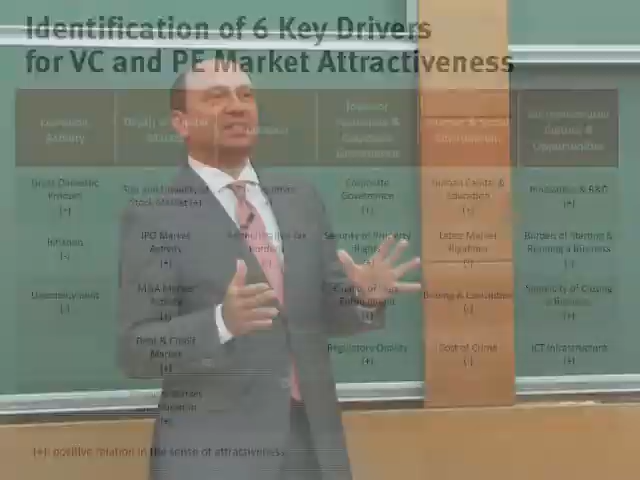 Identification of 6 Key Drivers
for VC and PE Market Attractiveness
Economic
Activity
Taxation
Investor
Protection &
Corporate
Governance
Human & Social
Environment
Entrepreneurial
Culture &
Opportunities
Gross Domestic
Product
(+)
Inflation
(-)
Unemployment
(-)
Size and Liquidity of
Stock Market (+)
IPO Market
Activity
(+)
M&A Market
Activity
(+)
Debt & Credit
Market
(+)
(+)
Corporate
Governance
(+)
Security of Property
Rights
Regulatory Quality
(+)
Human Capital &
Education
(+)
Labor Market
Rigidities
(-)
Bribing & Corruption
(-)
Cost of Crime
(-)
Innovation & R&D
(+)
Burden of Starting &
Running a Business
(-)
Simplicity of Closing
a Business
(+)
ICT Infrastructure
(+)
(+): positive relation in the sense of attractiveness